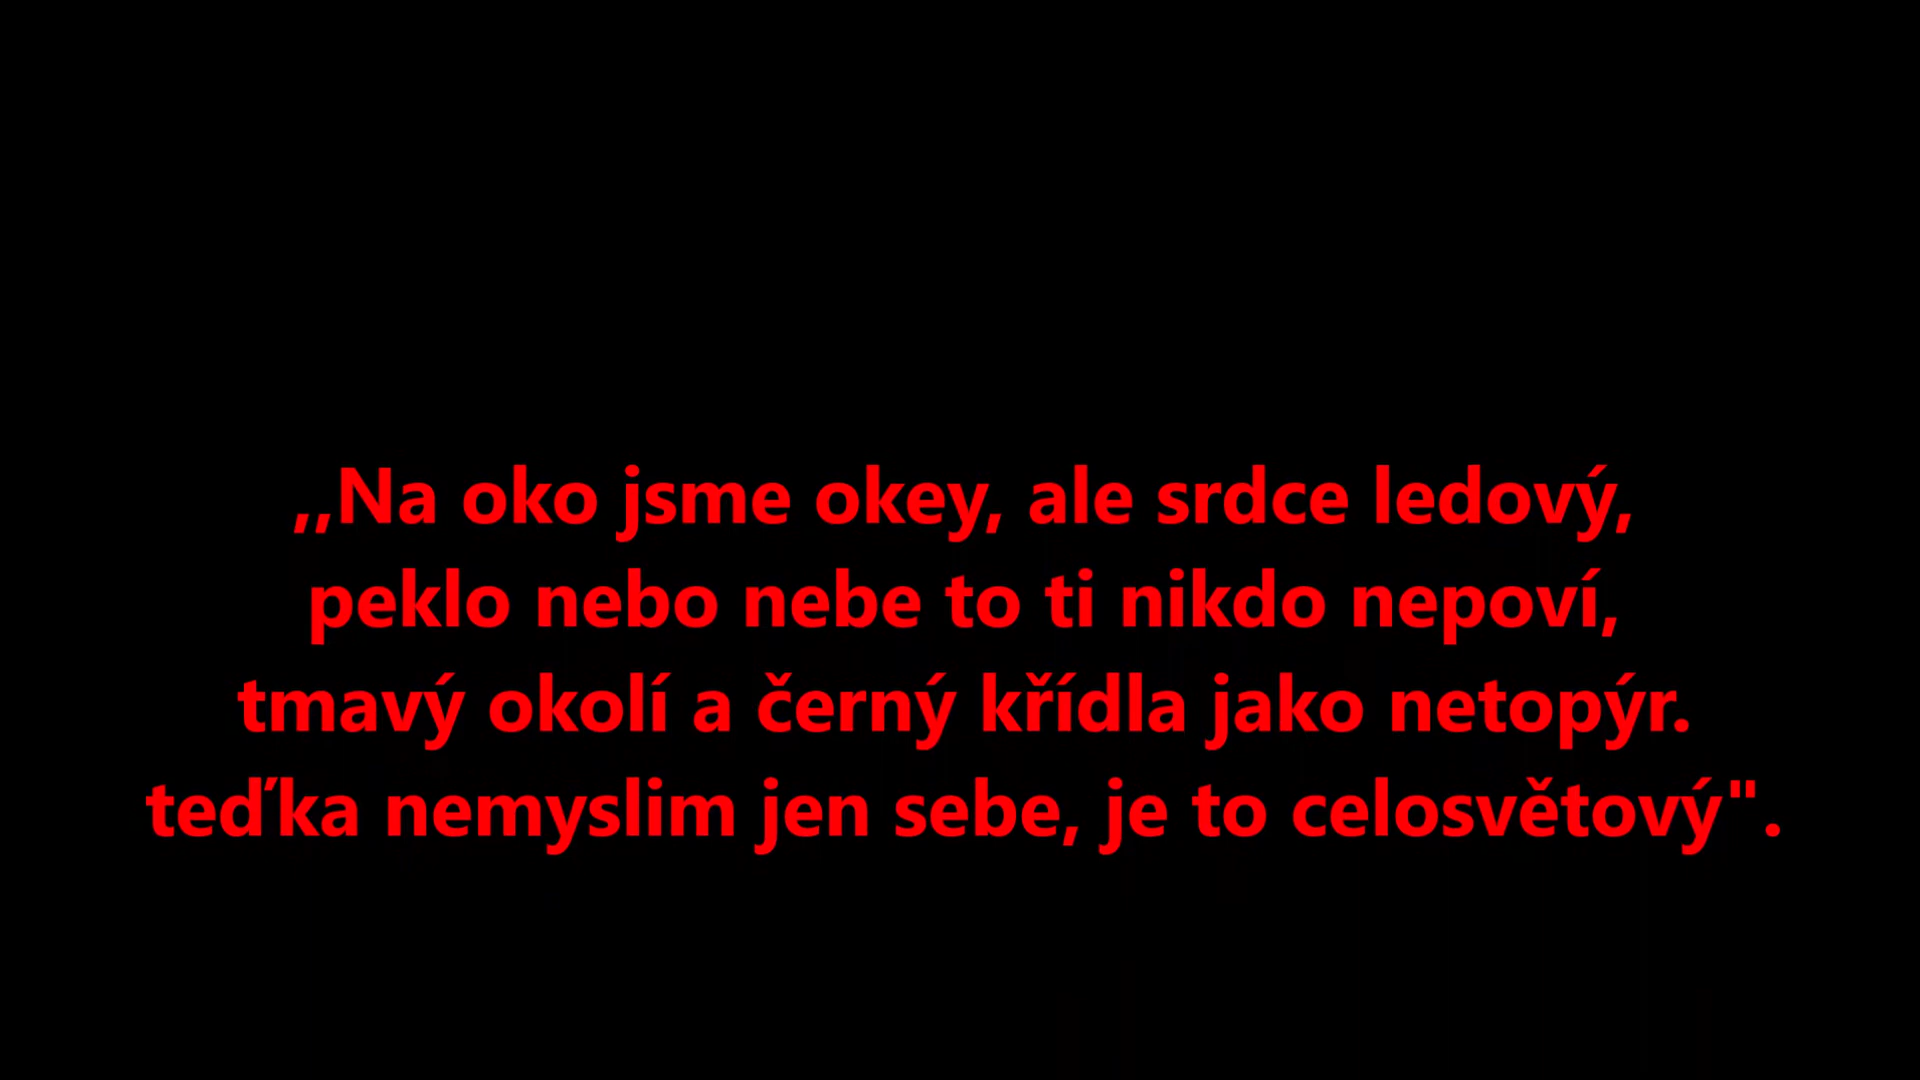 ,,Na oko jsme okey, ale srdce ledový,
peklo nebo nebe to ti nikdo nepoví,
tmavý okolí a černý křídla jako netopýr.
teďka nemyslim jen sebe, je to celosvětový".